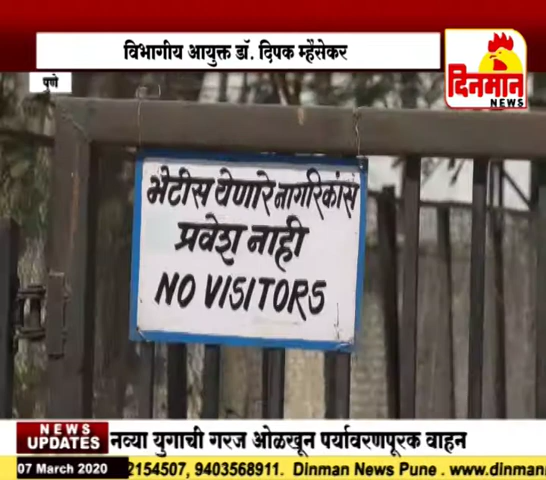 विभागीय आयुक्त डॉ. दिपक म्हैसेकर
पुणे
दिनमान
NEWS
भेटीस येणारे नागरिकांस
प्रवेश नाही
NO VISITORS
NEWS
UPDATES
नव्या युगाची गरज ओळखून पर्यावरणपूरक वाहन
07 March 2020
2154507, 9403568911. Dinman News Pune . www.dinman